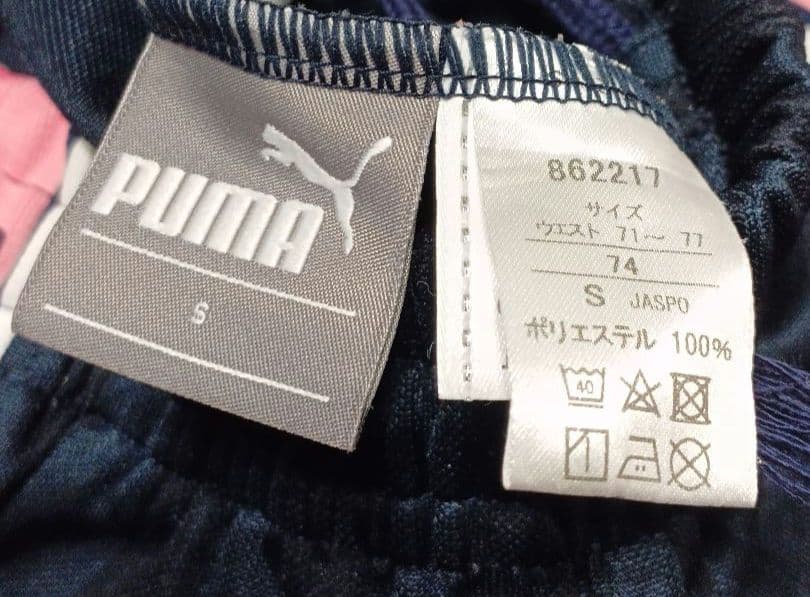 PUMA
S
862217
サイズ
ウエスト 71〜 77
74
S JASPO
ポリエステル 100%
40